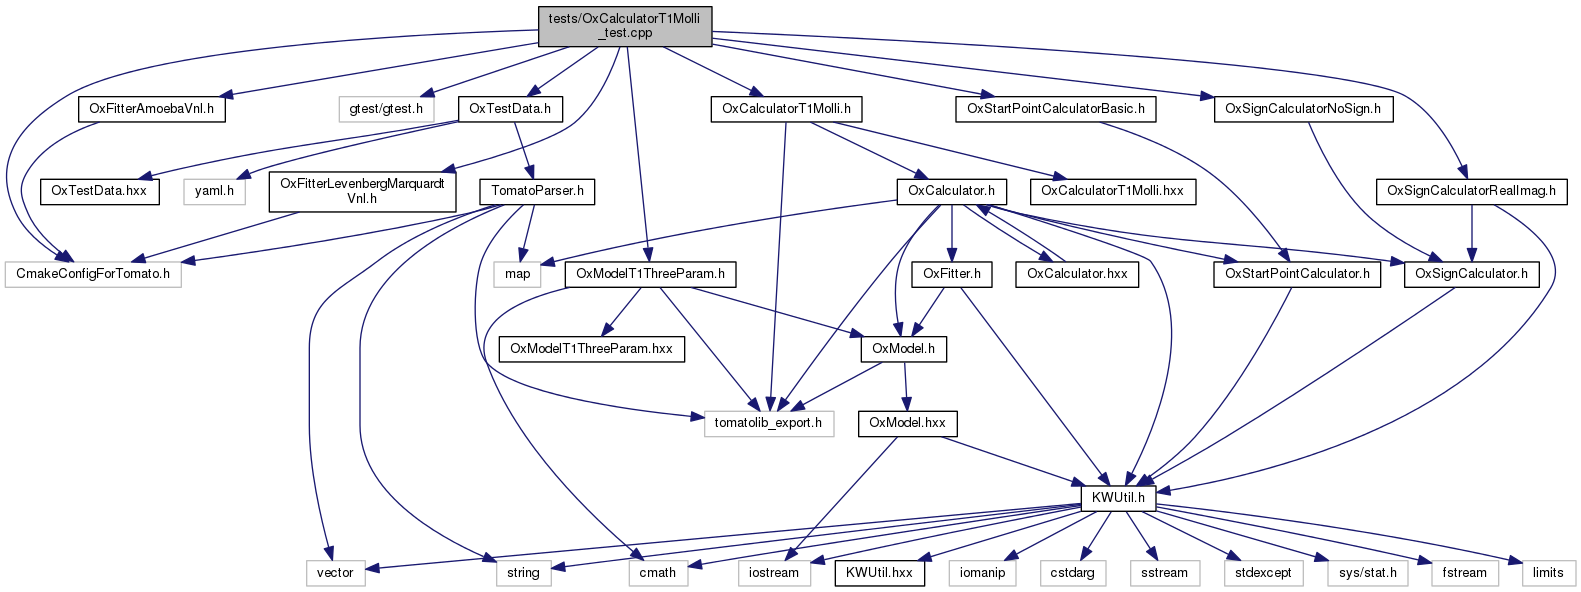 tests/OxCalculatorT1Molli
_test.cpp
OxFitterAmoebaVnl.h
gtest/gtest.h
OxTestData.h
OxCalculatorT1Molli.h
OxStartPointCalculatorBasic.h
OxSignCalculatorNoSign.h
OxTestData.hxx
yaml.h
OxFitterLevenbergMarquardt
Vnl.h
TomatoParser.h
OxCalculator.h
OxCalculatorT1Molli.hxx
OxSignCalculatorRealImag.h
CmakeConfigForTomato.h
map
OxModelT1ThreeParam.h
OxFitter.h
OxCalculator.hxx
OxStartPointCalculator.h
OxSignCalculator.h
OxModelT1ThreeParam.hxx
OxModel.h
tomatolib_export.h
OxModel.hxx
KWUtil.h
vector
string
cmath
iostream
KWUtil.hxx
iomanip
cstdarg
sstream
stdexcept
sys/stat.h
fstream
limits